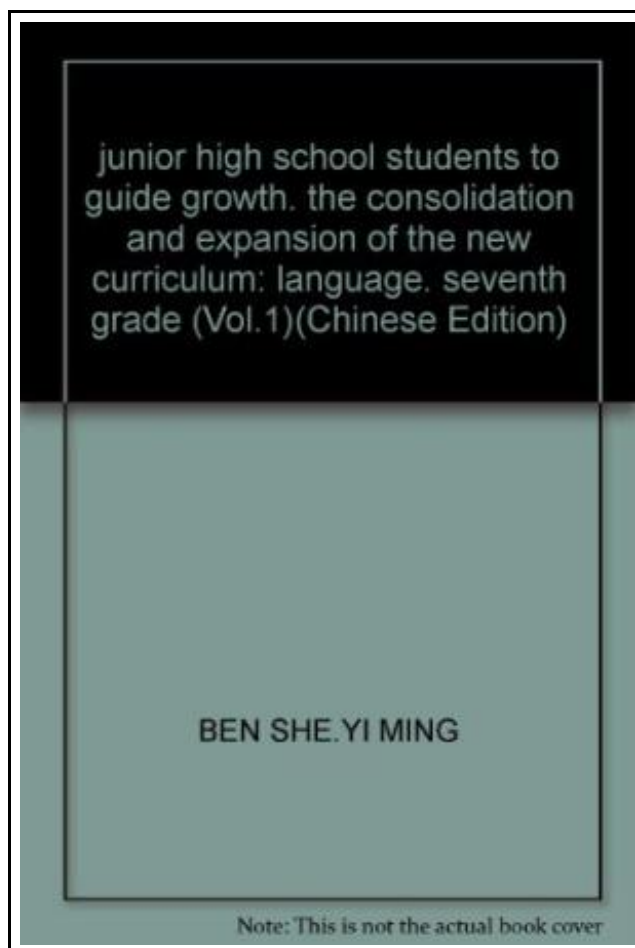 junior high school students to
guide growth. the consolidation
and expansion of the new
curriculum: language. seventh
grade (Vol.1)(Chinese Edition)
BEN SHE.YI MING
Note: This is not the actual book cover